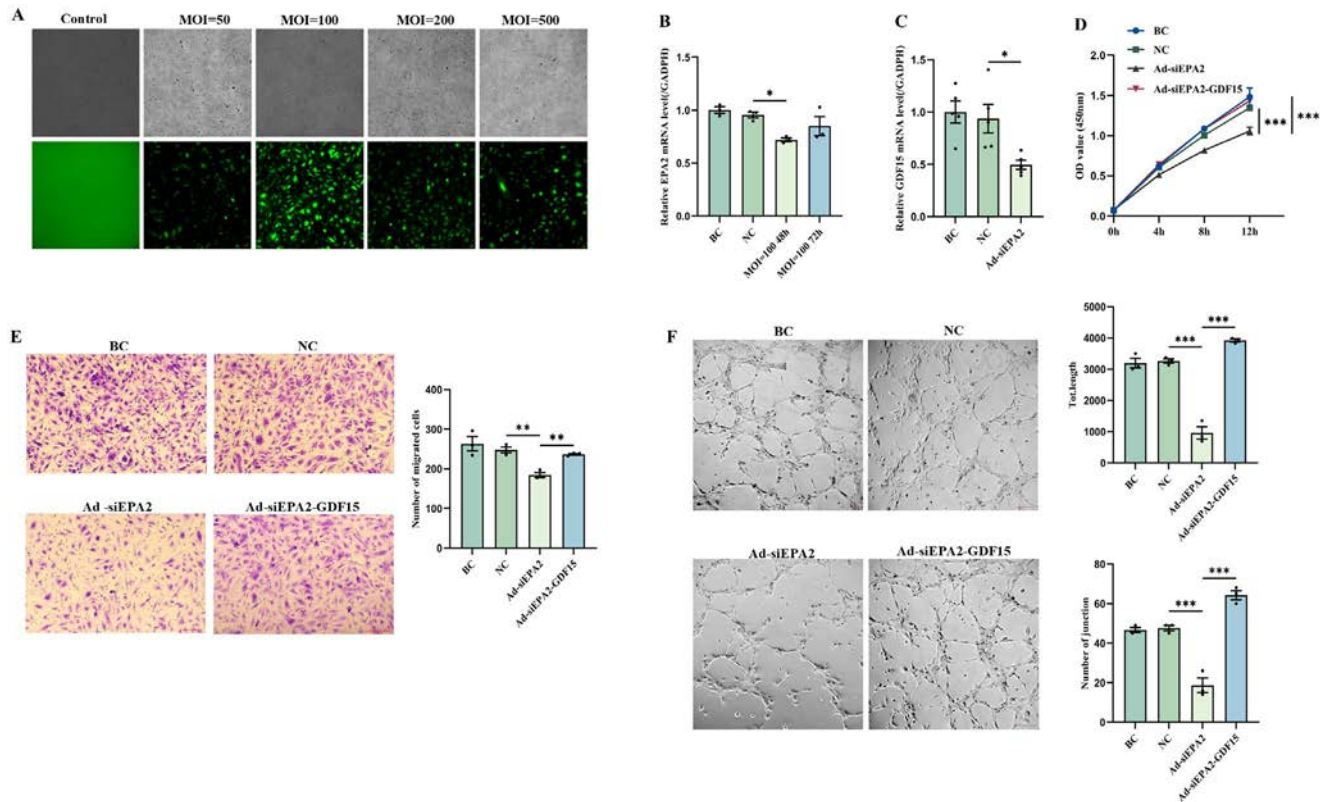 A
Control
MOI=50
MOI=100
MOI=200
MOI=500
B
Relative EPA2 mRNA level(/GADPH)
1.5
1.0
0.5
0.0
*
BC
NC
MOI=100 48h
MOI=100 72h
C
Relative GDF15 mRNA level(/GADPH)
1.5
1.0
0.5
0.0
*
BC
NC
Ad-siEPA2
D
BC
NC
Ad-siEPA2
Ad-siEPA2-GDF15
OD value (450nm)
2.0
1.5
1.0
0.5
0.0
0h
4h
8h
12h
***
***
E
BC
NC
Ad -siEPA2
Ad-siEPA2-GDF15
Number of migrated cells
400
300
200
100
0
**
**
BC
NC
Ad-siEPA2
Ad-siEPA2-GDF15
F
BC
NC
Ad-siEPA2
Ad-siEPA2-GDF15
Tot.length
5000
4000
3000
2000
1000
0
***
***
BC
NC
Ad-siEPA2
Ad-siEPA2-GDF15
Number of junction
80
60
40
20
0
***
***
BC
NC
Ad-siEPA2
Ad-siEPA2-GDF15